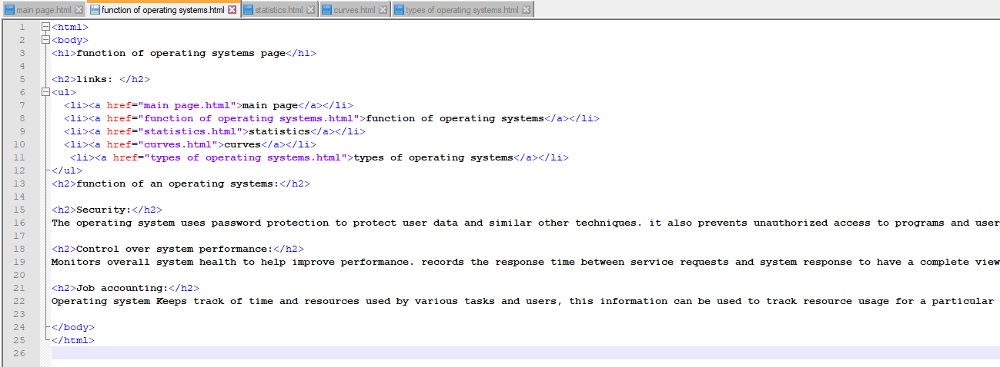 main page.html function of operating systems.html statistics.html curves.html types of operating systems.html
1 <html>
2 <body>
3 <h1>function of operating systems page</h1>
4
5 <h2>links: </h2>
6 <ul>
7 <li><a href="main page.html">main page</a></li>
8 <li><a href="function of operating systems.html">function of operating systems</a></li>
9 <li><a href="statistics.html">statistics</a></li>
10 <li><a href="curves.html">curves</a></li>
11 <li><a href="types of operating systems.html">types of operating systems</a></li>
12 </ul>
13 <h2>function of an operating systems:</h2>
14
15 <h2>Security:</h2>
16 The operating system uses password protection to protect user data and similar other techniques. it also prevents unauthorized access to programs and user
17
18 <h2>Control over system performance:</h2>
19 Monitors overall system health to help improve performance. records the response time between service requests and system response to have a complete view
20
21 <h2>Job accounting:</h2>
22 Operating system Keeps track of time and resources used by various tasks and users, this information can be used to track resource usage for a particular
23
24 </body>
25 </html>
26